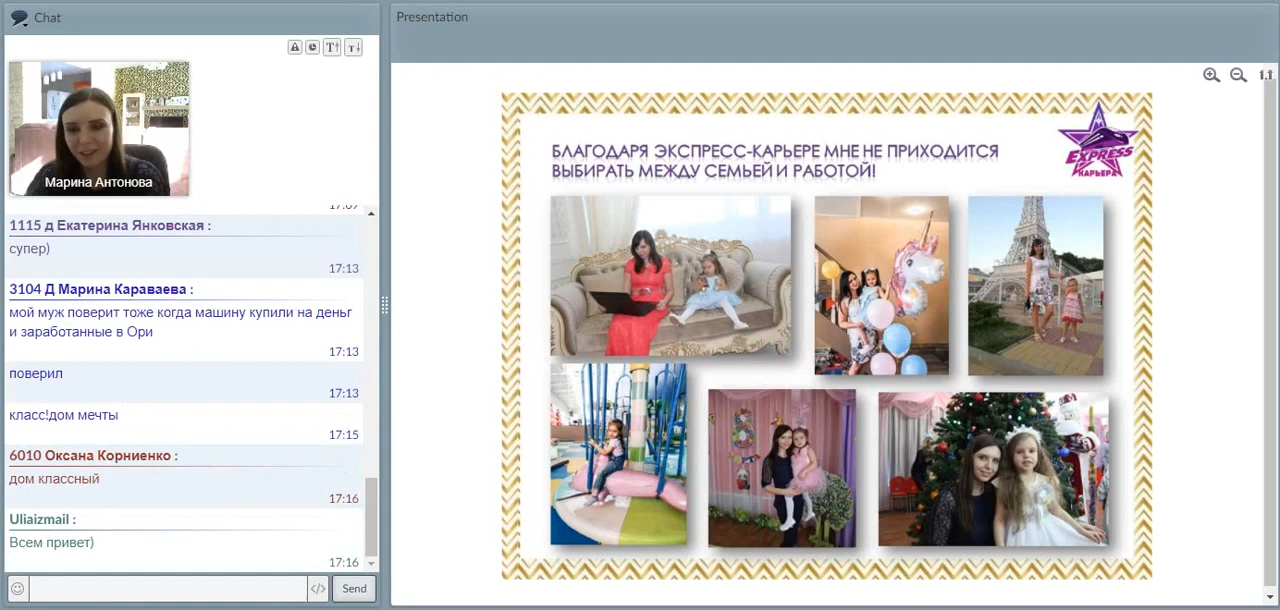 Chat
Марина Антонова
1115 д Екатерина Янковская :
супер)
17:13
3104 Д Марина Караваева :
мой муж поверит тоже когда машину купили на деньг
и заработанные в Ори
17:13
поверил
17:13
класс!дом мечты
17:15
6010 Оксана Корниенко :
дом классный
17:16
Uliaizmail :
Всем привет)
17:16
Send
Presentation
1:1
БЛАГОДАРЯ ЭКСПРЕСС-КАРЬЕРЕ МНЕ НЕ ПРИХОДИТСЯ
ВЫБИРАТЬ МЕЖДУ СЕМЬЕЙ И РАБОТОЙ!
EXPRESS
КАРЬЕРА